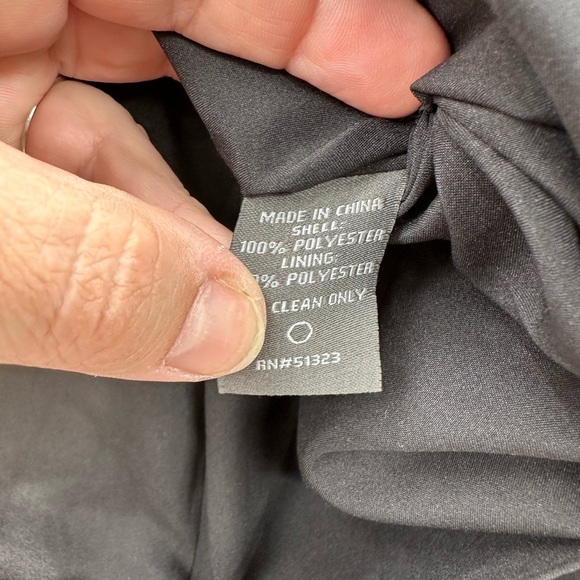 MADE IN CHINA
SHELL:
100% POLYESTER
LINING:
% POLYESTER
CLEAN ONLY
RN#51323